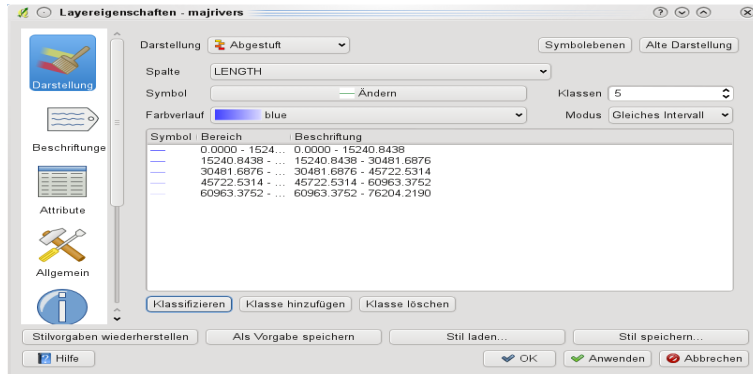 Layereigenschaften - majrivers
Darstellung Abgestuft Symbolebenen Alte Darstellung
Spalte LENGTH
Symbol Ändern Klassen 5
Farbverlauf blue Modus Gleiches Intervall
Symbol Bereich Beschriftung
0.0000 - 1524... 0.0000 - 15240.8438
15240.8438 - ... 15240.8438 - 30481.6876
30481.6876 - ... 30481.6876 - 45722.5314
45722.5314 - ... 45722.5314 - 60963.3752
60963.3752 - ... 60963.3752 - 76204.2190
Darstellung
Beschriftunge
Attribute
Allgemein
Klassifizieren Klasse hinzufügen Klasse löschen
Stilvorgaben wiederherstellen Als Vorgabe speichern Stil laden... Stil speichern...
Hilfe OK Anwenden Abbrechen